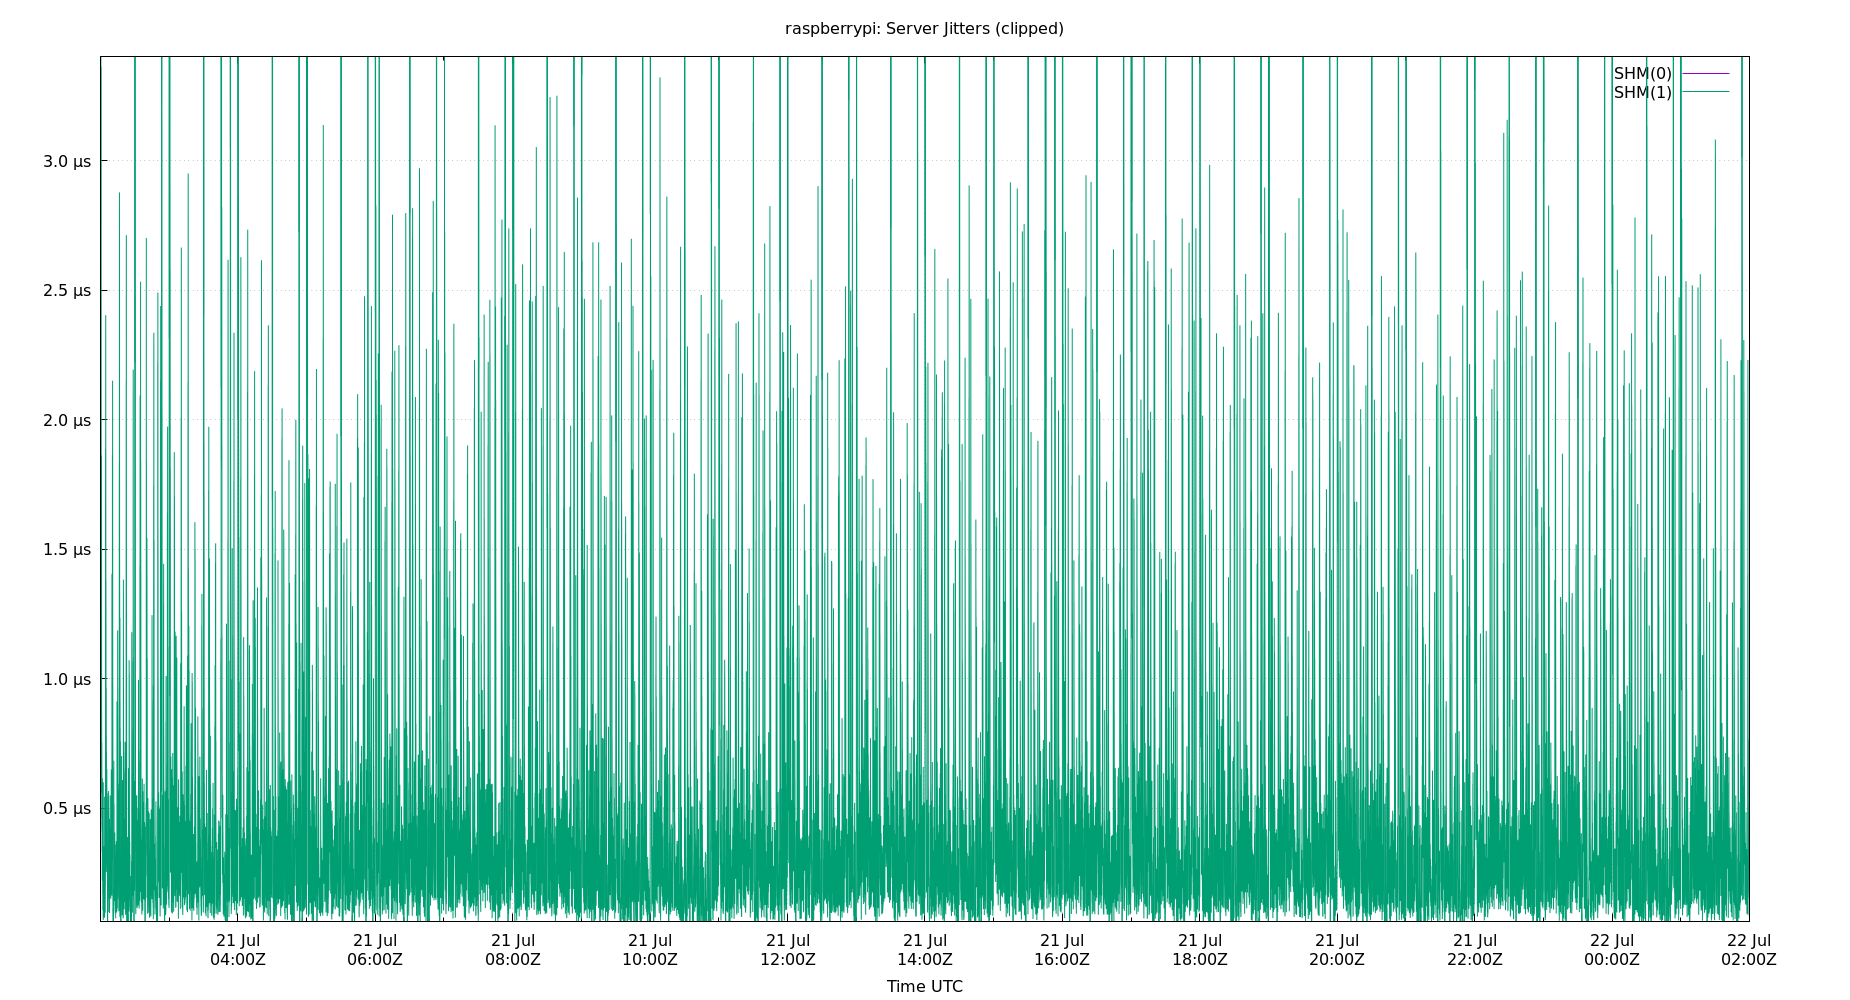 raspberrypi: Server Jitters (clipped)
SHM(0)
SHM(1)
3.0 µs
2.5 µs
2.0 µs
1.5 µs
1.0 µs
0.5 µs
21 Jul 21 Jul 21 Jul 21 Jul 21 Jul 21 Jul 21 Jul 21 Jul 21 Jul 21 Jul 22 Jul 22 Jul
04:00Z 06:00Z 08:00Z 10:00Z 12:00Z 14:00Z 16:00Z 18:00Z 20:00Z 22:00Z 00:00Z 02:00Z
Time UTC